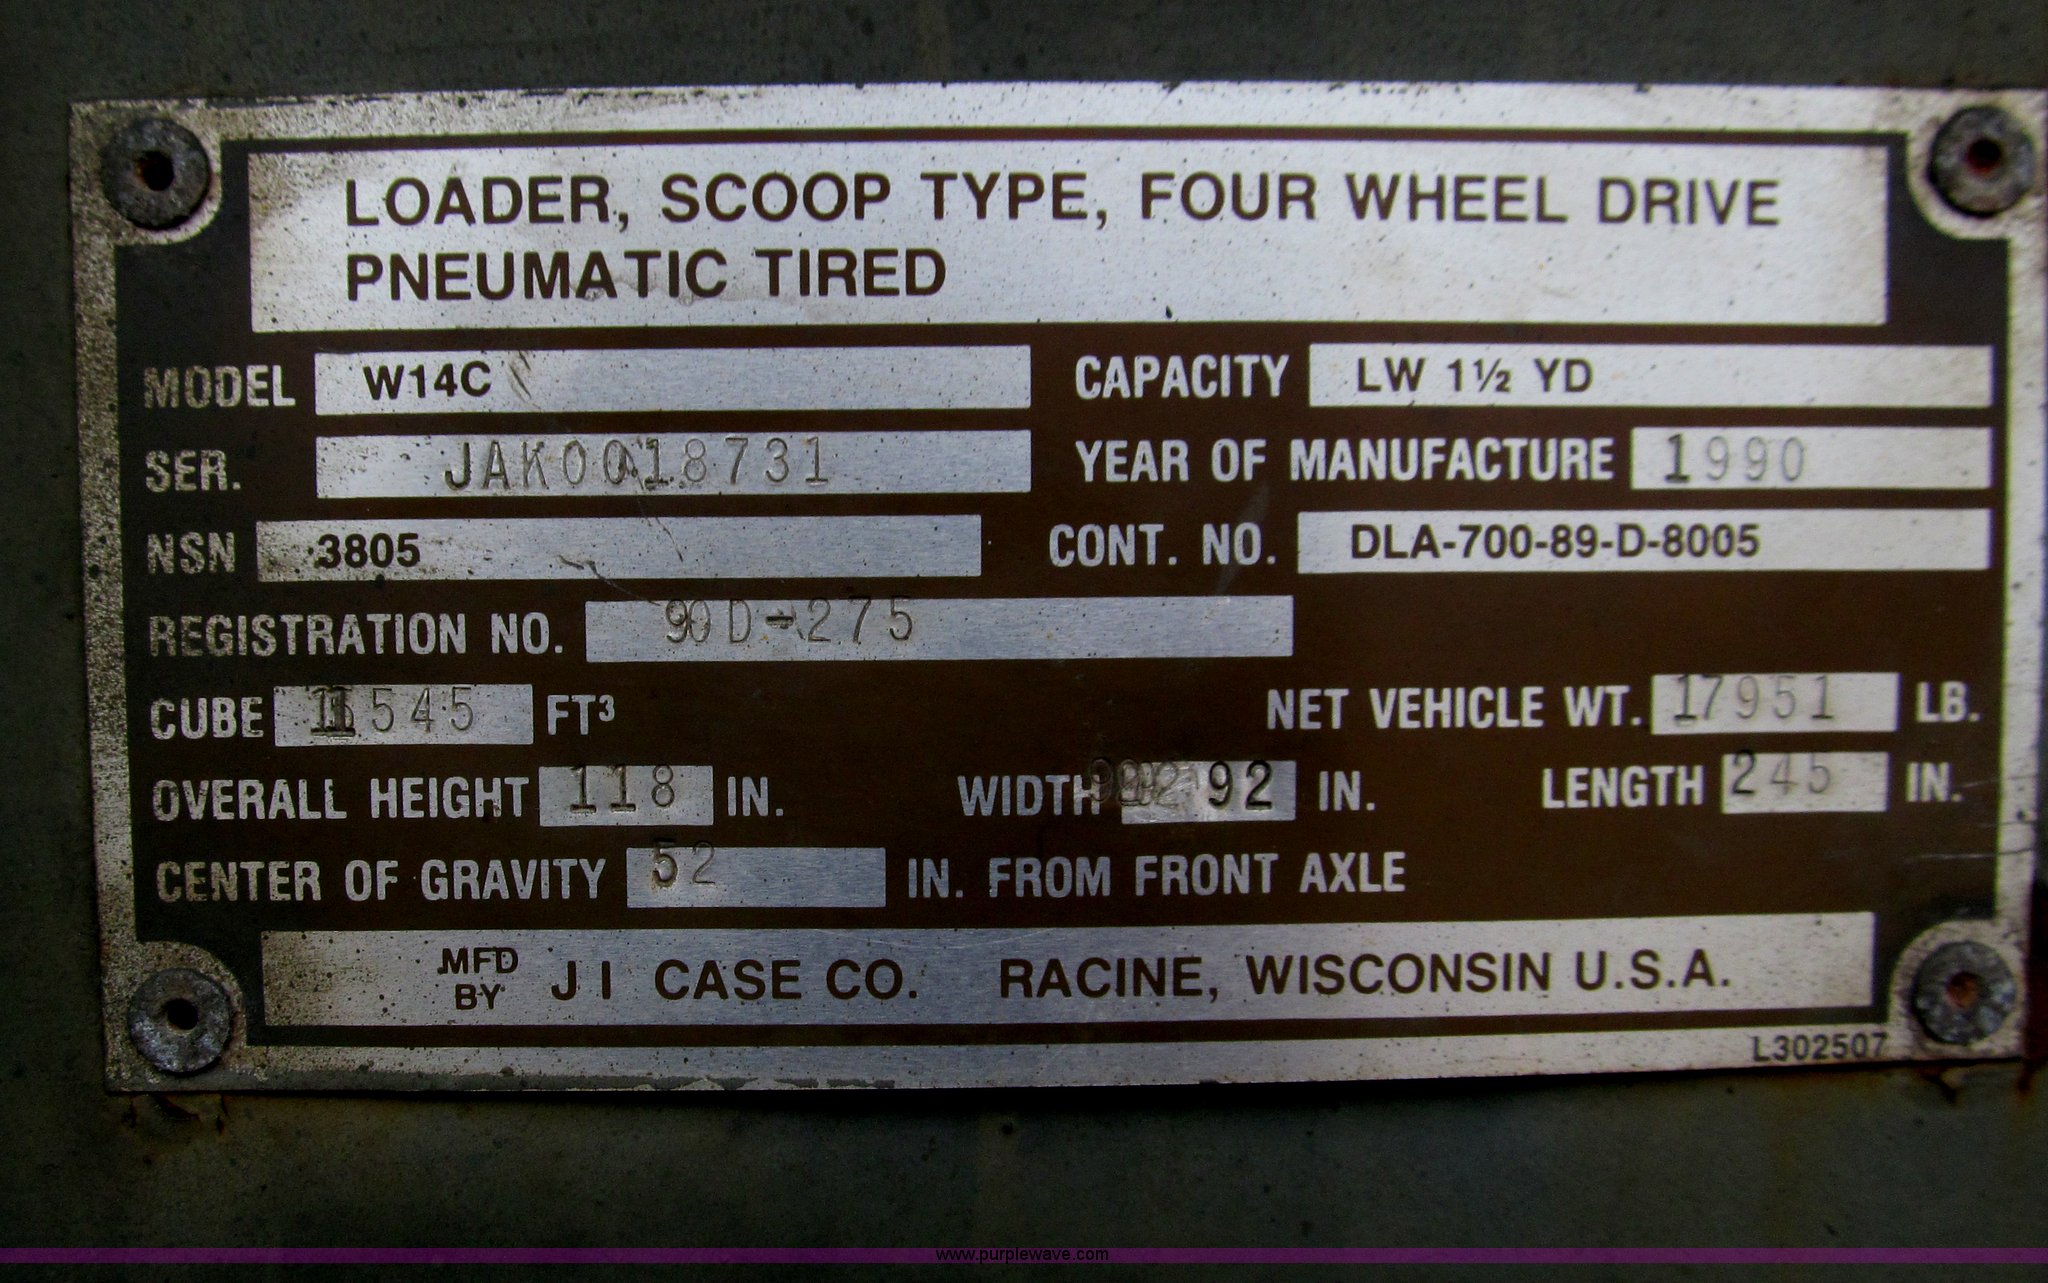 LOADER, SCOOP TYPE, FOUR WHEEL DRIVE
PNEUMATIC TIRED
MODEL W14C CAPACITY LW 1½ YD
SER. JAK0018731 YEAR OF MANUFACTURE 1990
NSN 3805 CONT. NO. DLA-700-89-D-8005
REGISTRATION NO. 90D-275
CUBE 1545 FT³ NET VEHICLE WT. 17951 LB.
OVERALL HEIGHT 118 IN. WIDTH 92 IN. LENGTH 245 IN.
CENTER OF GRAVITY 52 IN. FROM FRONT AXLE
MFD BY J I CASE CO. RACINE, WISCONSIN U.S.A.
L302507
www.purplewave.com